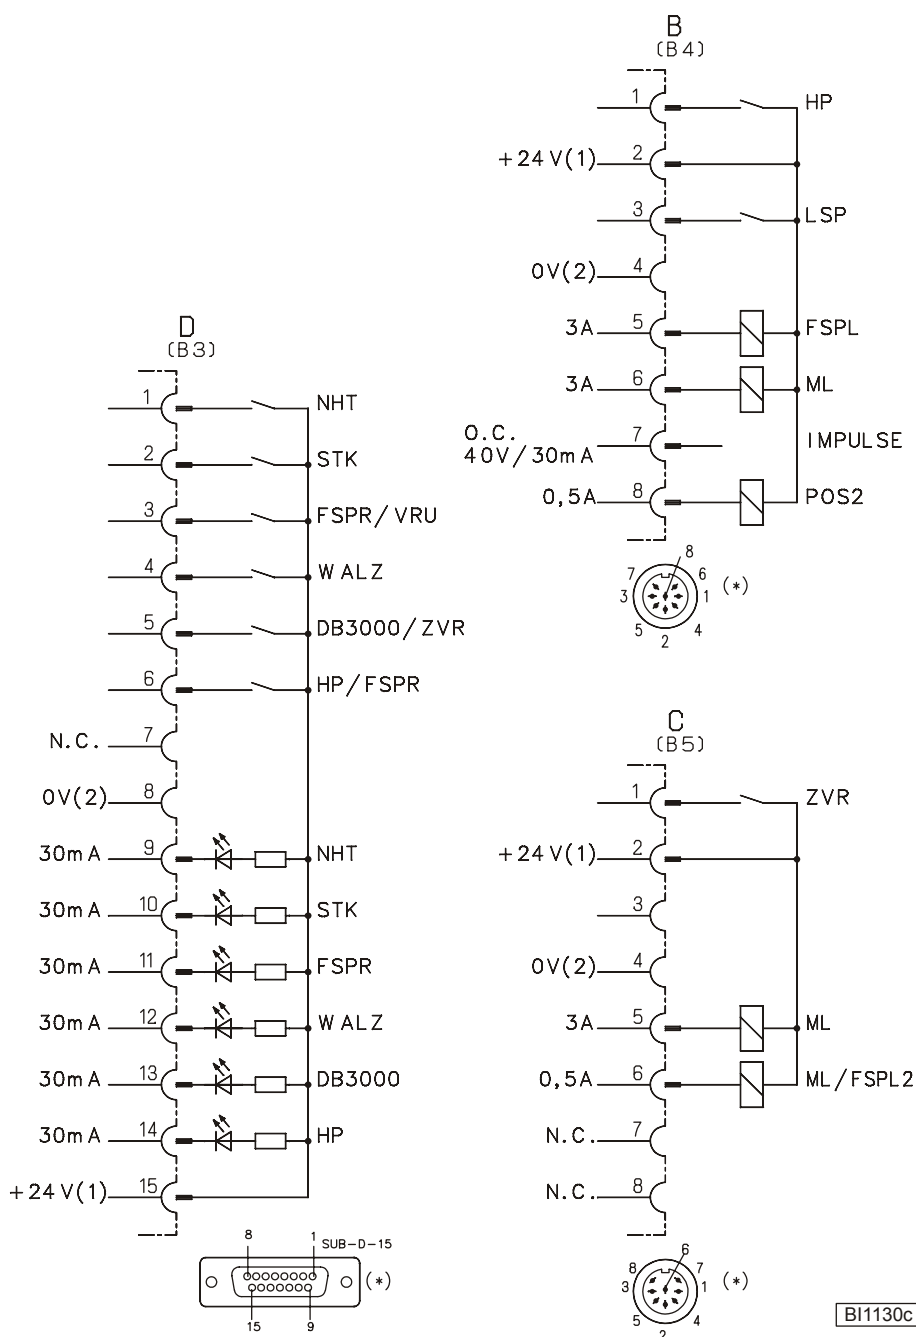 B
(B4)
1 HP
+24V(1) 2
3 LSP
0V(2) 4
3A 5 FSPL
3A 6 ML
O.C.
40V/30mA 7 IMPULSE
0,5A 8 POS2
8
7 6
3 1 (*)
5 4
2
D
(B3)
1 NHT
2 STK
3 FSPR/VRU
4 WALZ
5 DB3000/ZVR
6 HP/FSPR
N.C. 7
0V(2) 8
30mA 9 NHT
30mA 10 STK
30mA 11 FSPR
30mA 12 WALZ
30mA 13 DB3000
30mA 14 HP
+24V(1) 15
8 1 SUB-D-15
(*)
15 9
C
(B5)
1 ZVR
+24V(1) 2
3
0V(2) 4
3A 5 ML
0,5A 6 ML/FSPL2
N.C. 7
N.C. 8
6
8 7
3 1 (*)
5 4
2
BI1130c